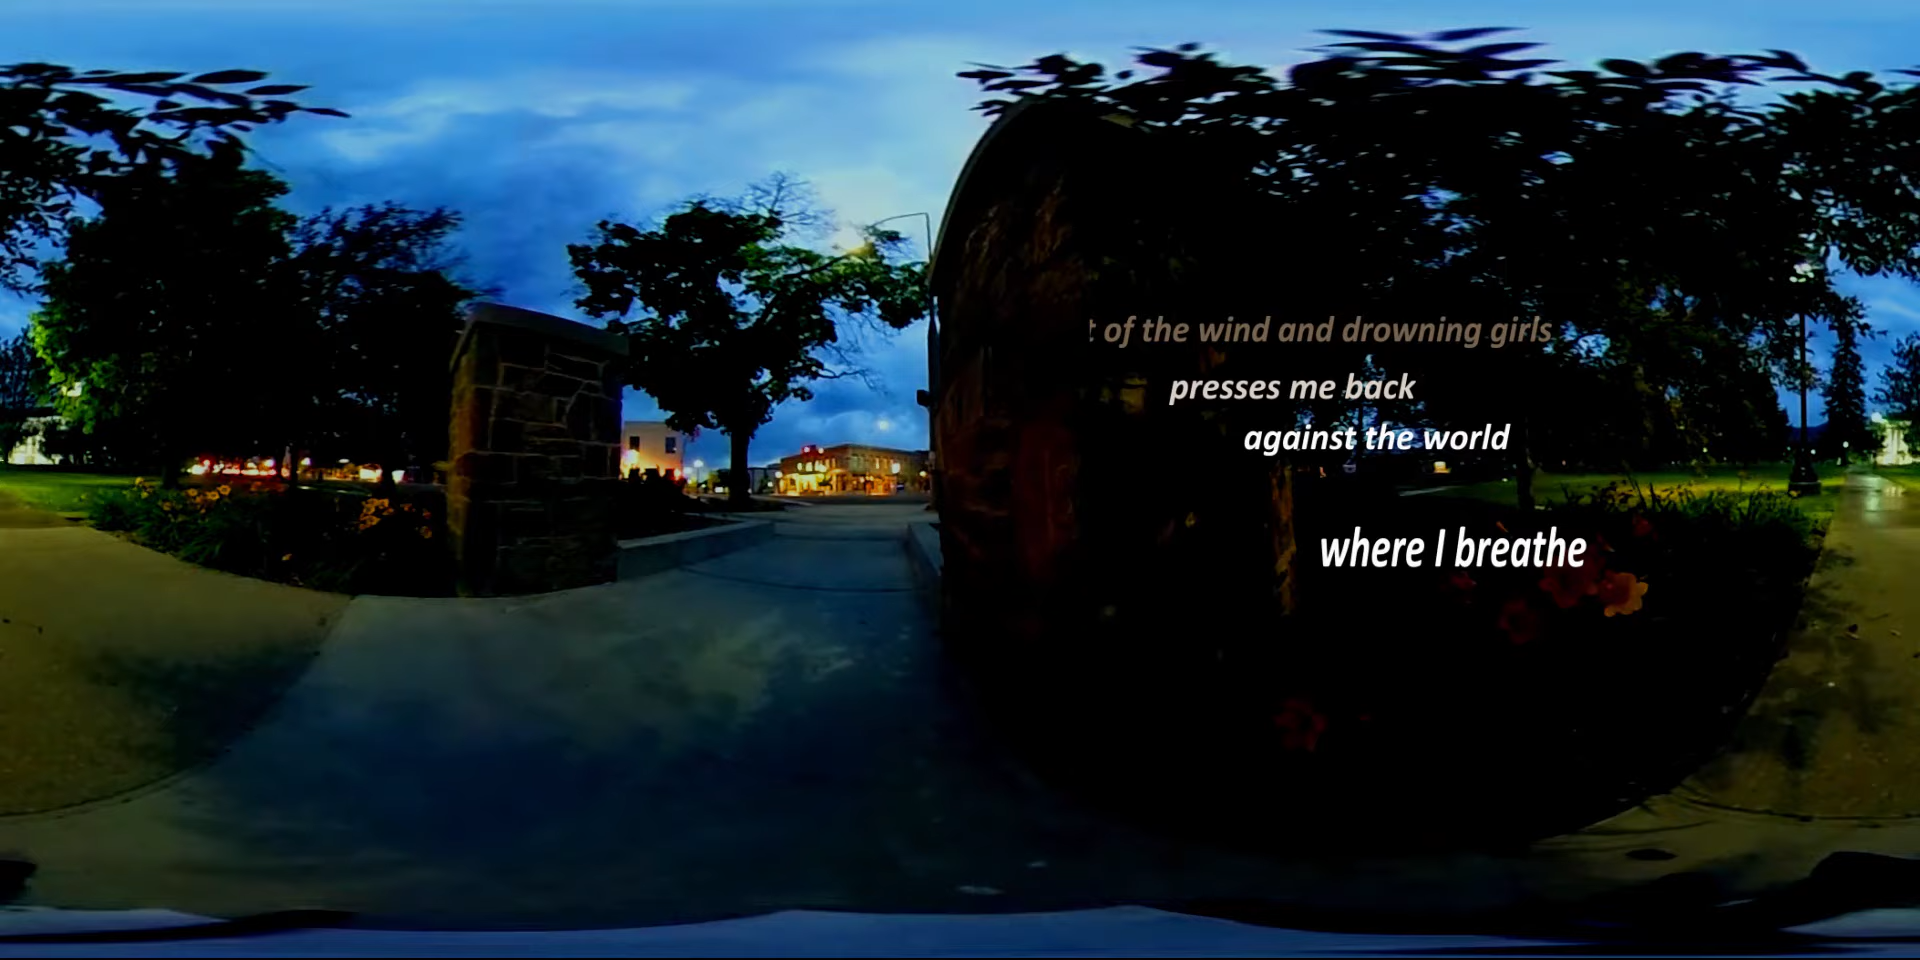 of the wind and drowning girls
presses me back
against the world
where I breathe